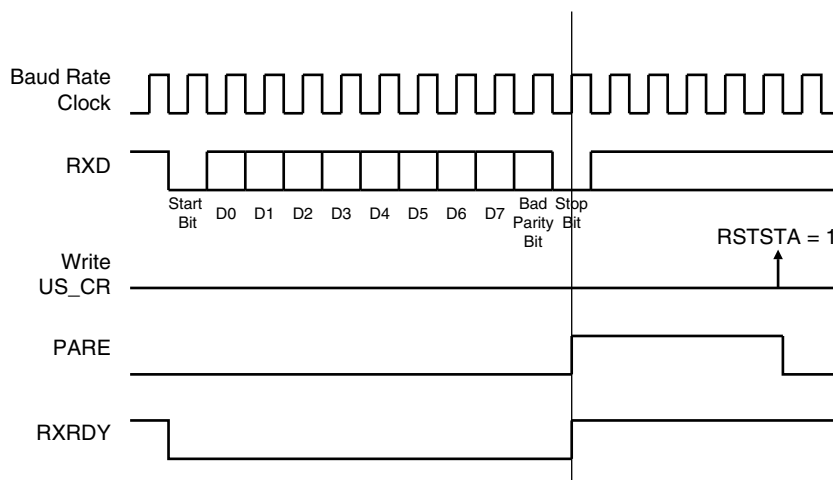 Baud Rate
Clock
RXD
Start
Bit
D0 D1 D2 D3 D4 D5 D6 D7
Bad
Parity
Bit
Stop
Bit
RSTSTA = 1
Write
US_CR
PARE
RXRDY